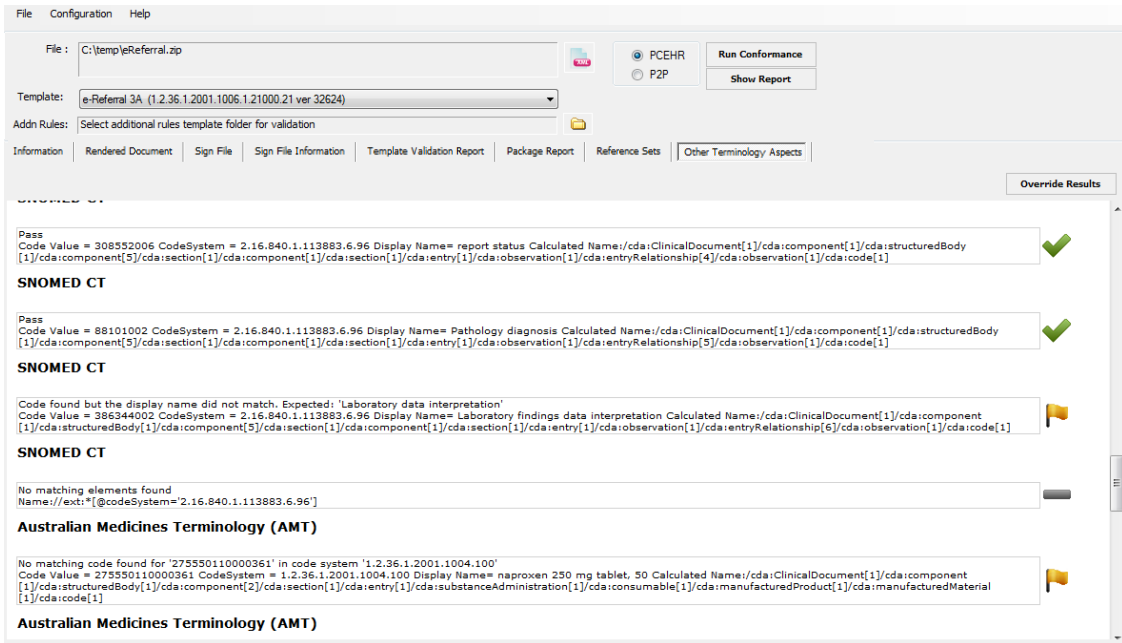 File Configuration Help
File : C:\temp\eReferral.zip
XML
PCEHR
P2P
Run Conformance
Show Report
Template: e-Referral 3A (1.2.36.1.2001.1006.1.21000.21 ver 32624)
Addn Rules: Select additional rules template folder for validation
Information Rendered Document Sign File Sign File Information Template Validation Report Package Report Reference Sets Other Terminology Aspects
Override Results
SNOMED CT
Pass
Code Value = 308552006 CodeSystem = 2.16.840.1.113883.6.96 Display Name= report status Calculated Name:/cda:ClinicalDocument[1]/cda:component[1]/cda:structuredBody
[1]/cda:component[5]/cda:section[1]/cda:component[1]/cda:section[1]/cda:entry[1]/cda:observation[1]/cda:entryRelationship[4]/cda:observation[1]/cda:code[1]
SNOMED CT
Pass
Code Value = 88101002 CodeSystem = 2.16.840.1.113883.6.96 Display Name= Pathology diagnosis Calculated Name:/cda:ClinicalDocument[1]/cda:component[1]/cda:structuredBody
[1]/cda:component[5]/cda:section[1]/cda:component[1]/cda:section[1]/cda:entry[1]/cda:observation[1]/cda:entryRelationship[5]/cda:observation[1]/cda:code[1]
SNOMED CT
Code found but the display name did not match. Expected: 'Laboratory data interpretation'
Code Value = 386344002 CodeSystem = 2.16.840.1.113883.6.96 Display Name= Laboratory findings data interpretation Calculated Name:/cda:ClinicalDocument[1]/cda:component
[1]/cda:structuredBody[1]/cda:component[5]/cda:section[1]/cda:component[1]/cda:section[1]/cda:entry[1]/cda:observation[1]/cda:entryRelationship[6]/cda:observation[1]/cda:code[1]
SNOMED CT
No matching elements found
Name://ext:*[@codeSystem='2.16.840.1.113883.6.96']
Australian Medicines Terminology (AMT)
No matching code found for '275550110000361' in code system '1.2.36.1.2001.1004.100'
Code Value = 275550110000361 CodeSystem = 1.2.36.1.2001.1004.100 Display Name= naproxen 250 mg tablet, 50 Calculated Name:/cda:ClinicalDocument[1]/cda:component
[1]/cda:structuredBody[1]/cda:component[2]/cda:section[1]/cda:entry[1]/cda:substanceAdministration[1]/cda:consumable[1]/cda:manufacturedProduct[1]/cda:manufacturedMaterial
[1]/cda:code[1]
Australian Medicines Terminology (AMT)